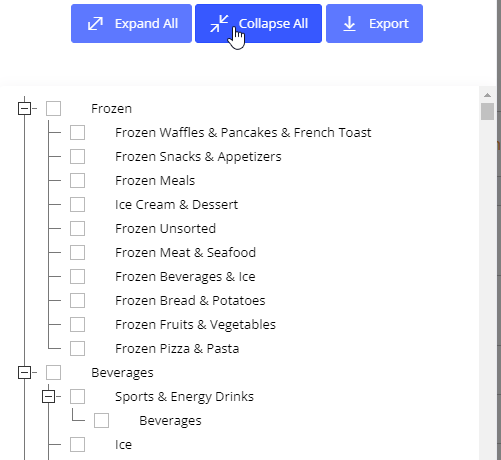 Expand All
Collapse All
Export
Frozen
Frozen Waffles & Pancakes & French Toast
Frozen Snacks & Appetizers
Frozen Meals
Ice Cream & Dessert
Frozen Unsorted
Frozen Meat & Seafood
Frozen Beverages & Ice
Frozen Bread & Potatoes
Frozen Fruits & Vegetables
Frozen Pizza & Pasta
Beverages
Sports & Energy Drinks
Beverages
Ice